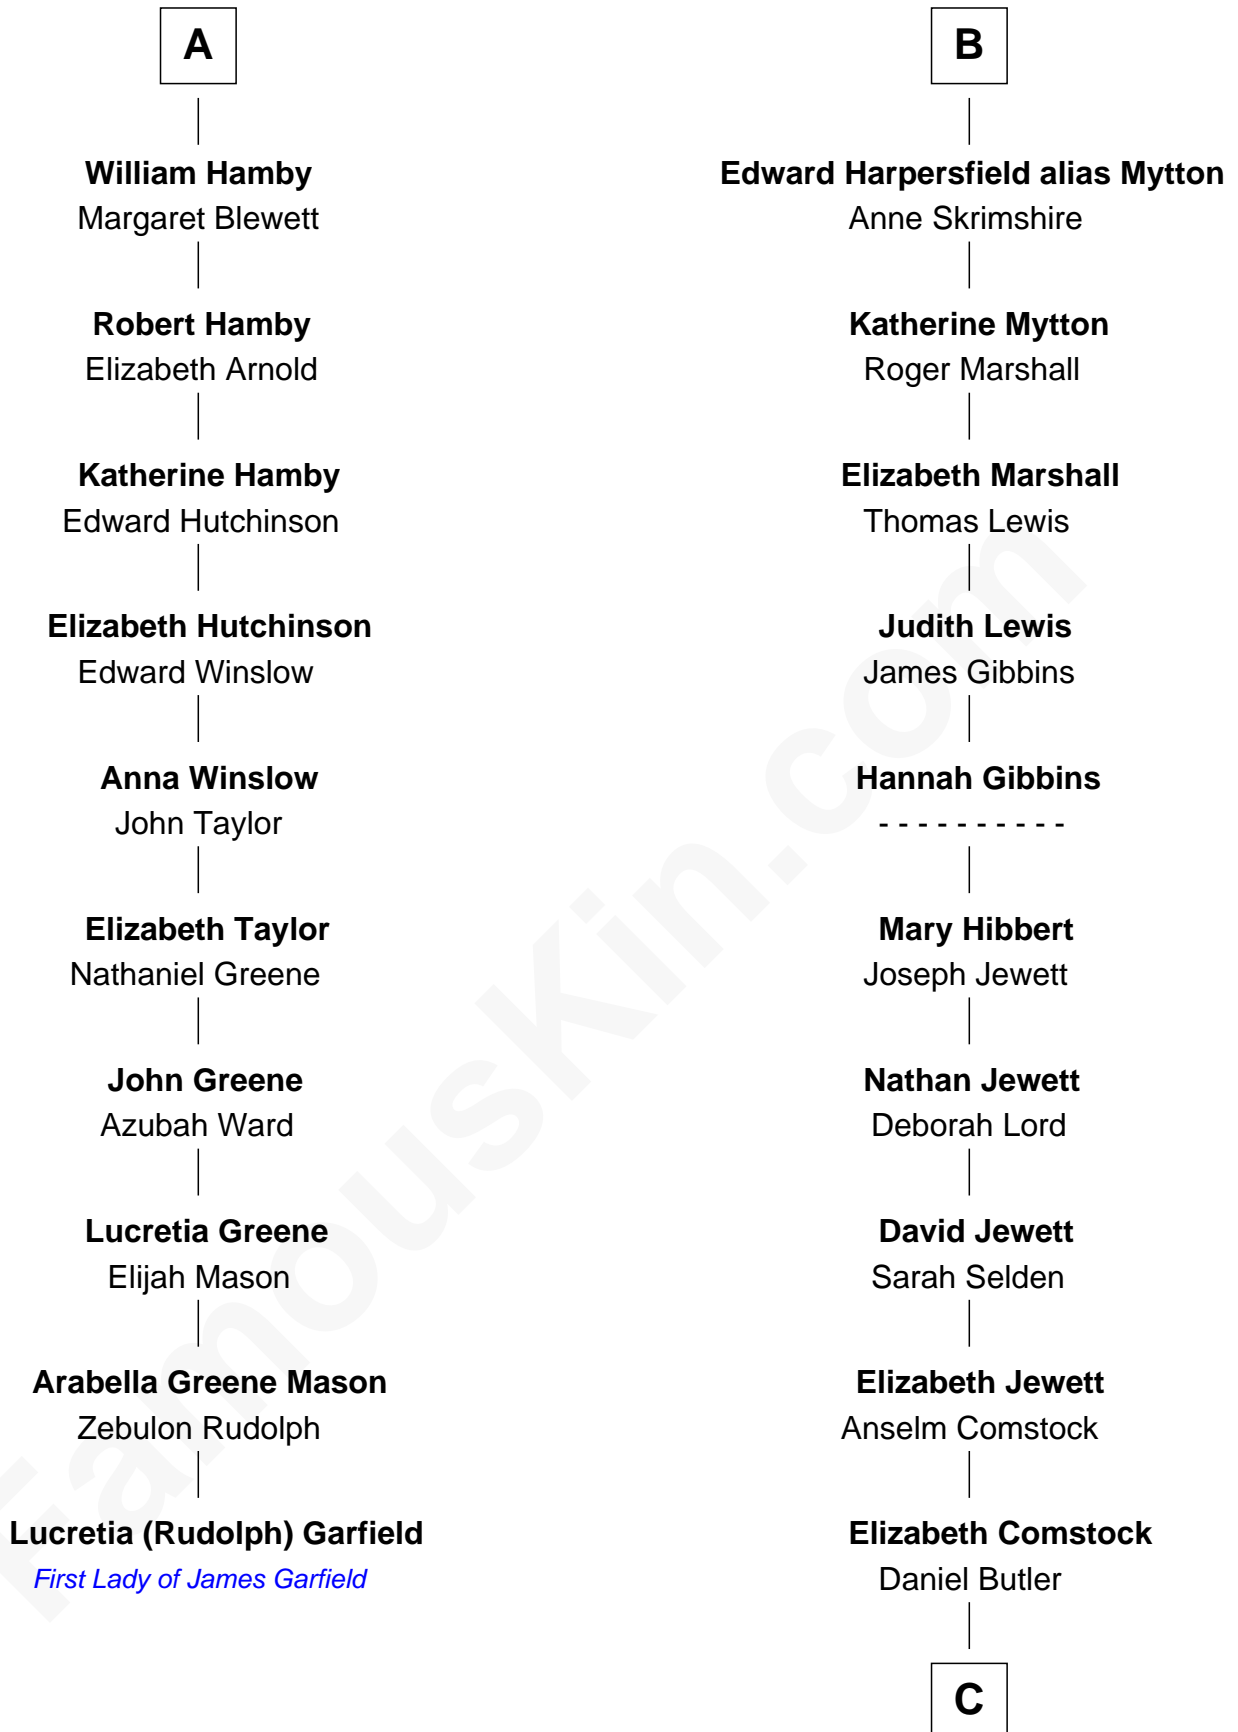 A
William Hamby
Margaret Blewett
Robert Hamby
Elizabeth Arnold
Katherine Hamby
Edward Hutchinson
Elizabeth Hutchinson
Edward Winslow
Anna Winslow
John Taylor
Elizabeth Taylor
Nathaniel Greene
John Greene
Azubah Ward
Lucretia Greene
Elijah Mason
Arabella Greene Mason
Zebulon Rudolph
Lucretia (Rudolph) Garfield
First Lady of James Garfield
B
Edward Harpersfield alias Mytton
Anne Skrimshire
Katherine Mytton
Roger Marshall
Elizabeth Marshall
Thomas Lewis
Judith Lewis
James Gibbins
Hannah Gibbins
- - - - - - - - - -
Mary Hibbert
Joseph Jewett
Nathan Jewett
Deborah Lord
David Jewett
Sarah Selden
Elizabeth Jewett
Anselm Comstock
Elizabeth Comstock
Daniel Butler
C
FamousKin.com